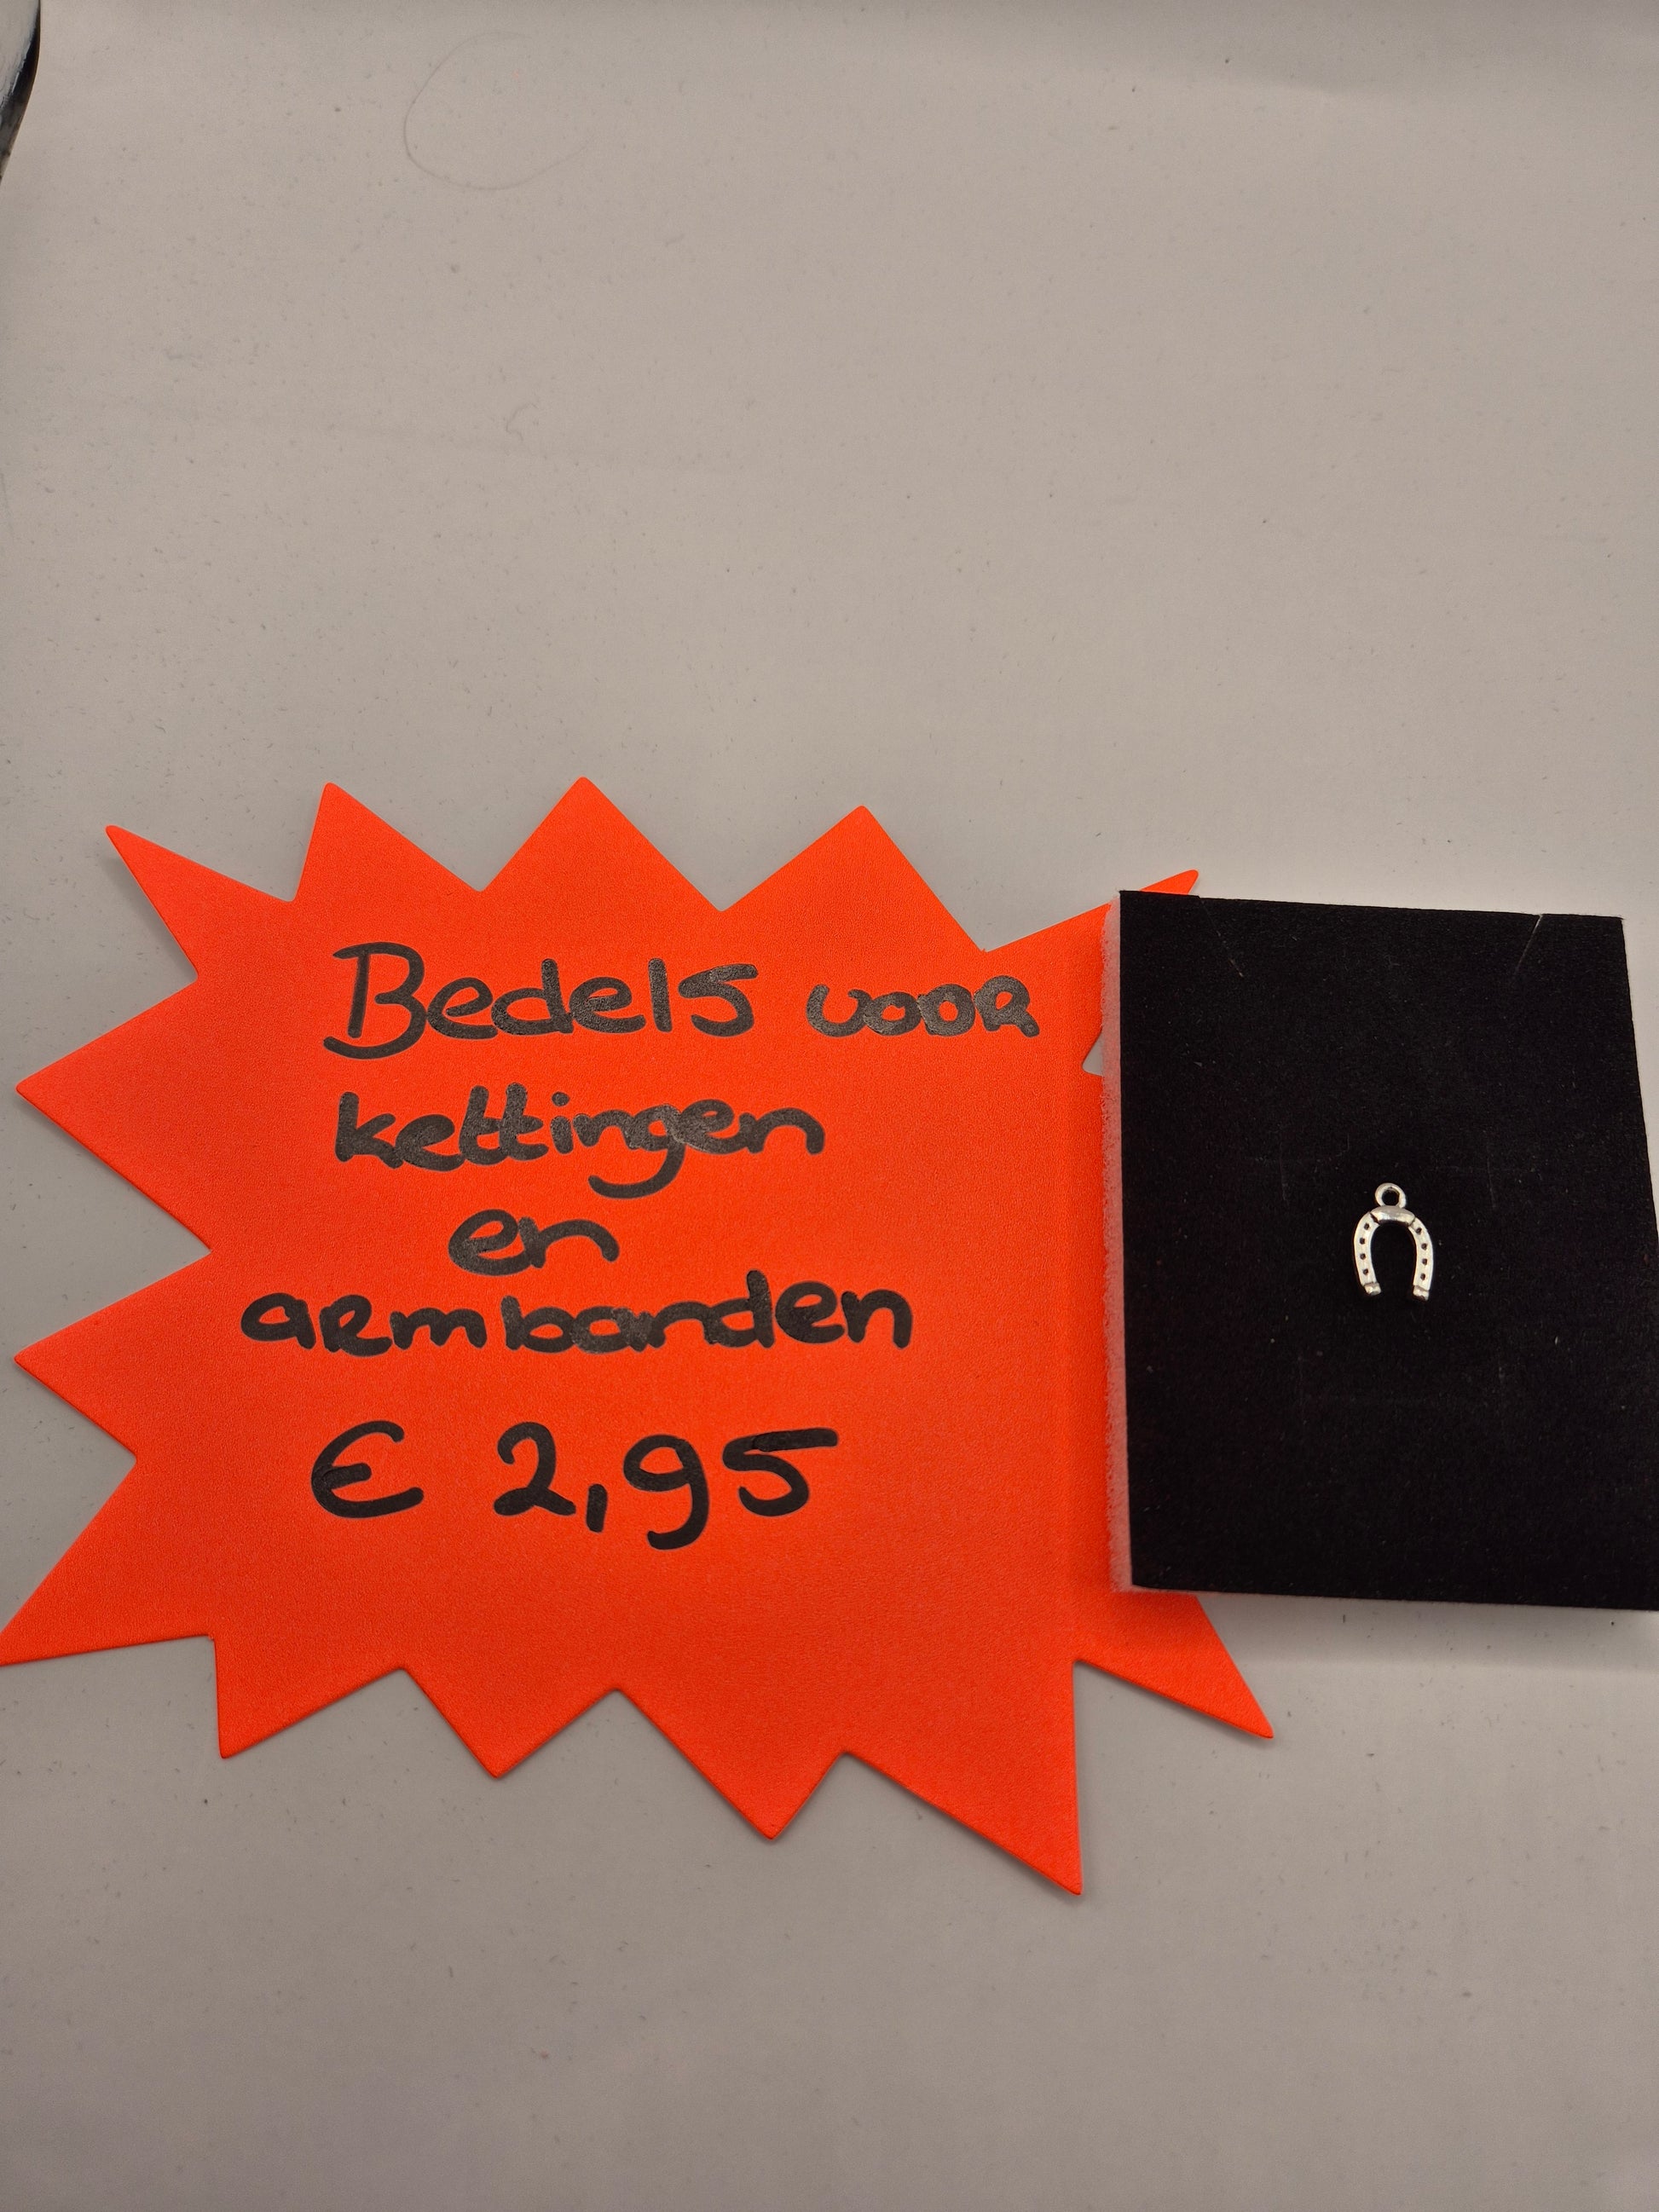 Bedels voor
kettingen
en
armbanden
€ 2,95